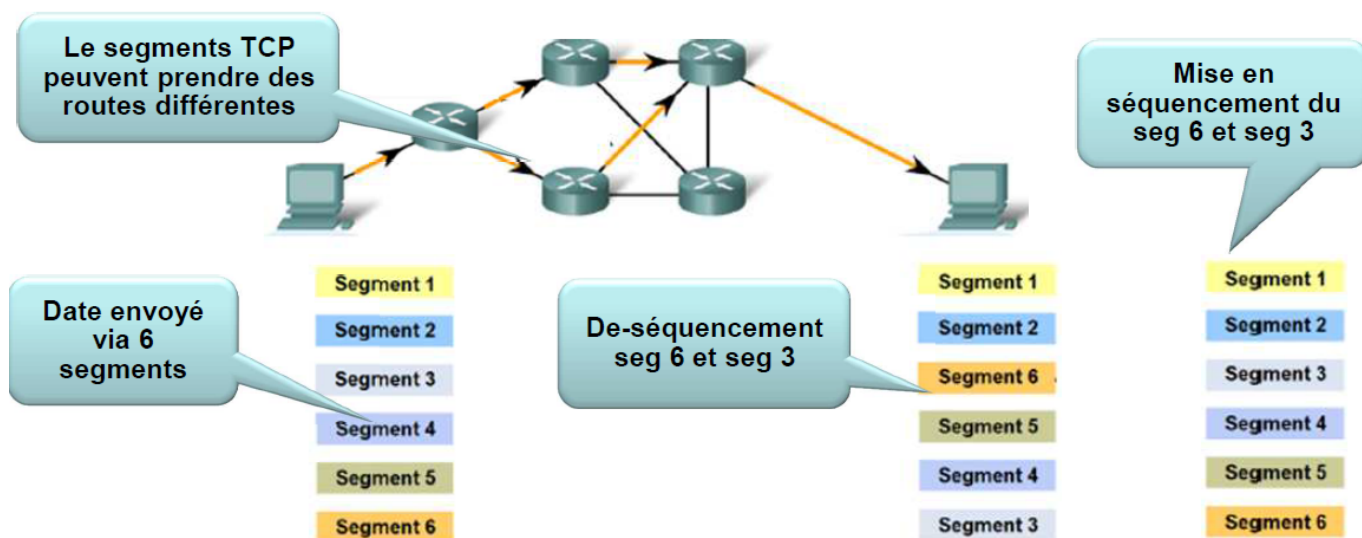 Le segments TCP
peuvent prendre des
routes différentes
Mise en
séquencement du
seg 6 et seg 3
Date envoyé
via 6
segments
Segment 1
Segment 2
Segment 3
Segment 4
Segment 5
Segment 6
De-séquencement
seg 6 et seg 3
Segment 1
Segment 2
Segment 6
Segment 5
Segment 4
Segment 3
Segment 1
Segment 2
Segment 3
Segment 4
Segment 5
Segment 6